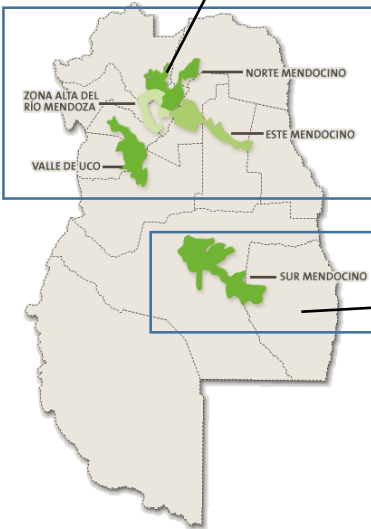 NORTE MENDOCINO
ZONA ALTA DEL
RÍO MENDOZA
ESTE MENDOCINO
VALLE DE UCO
SUR MENDOCINO